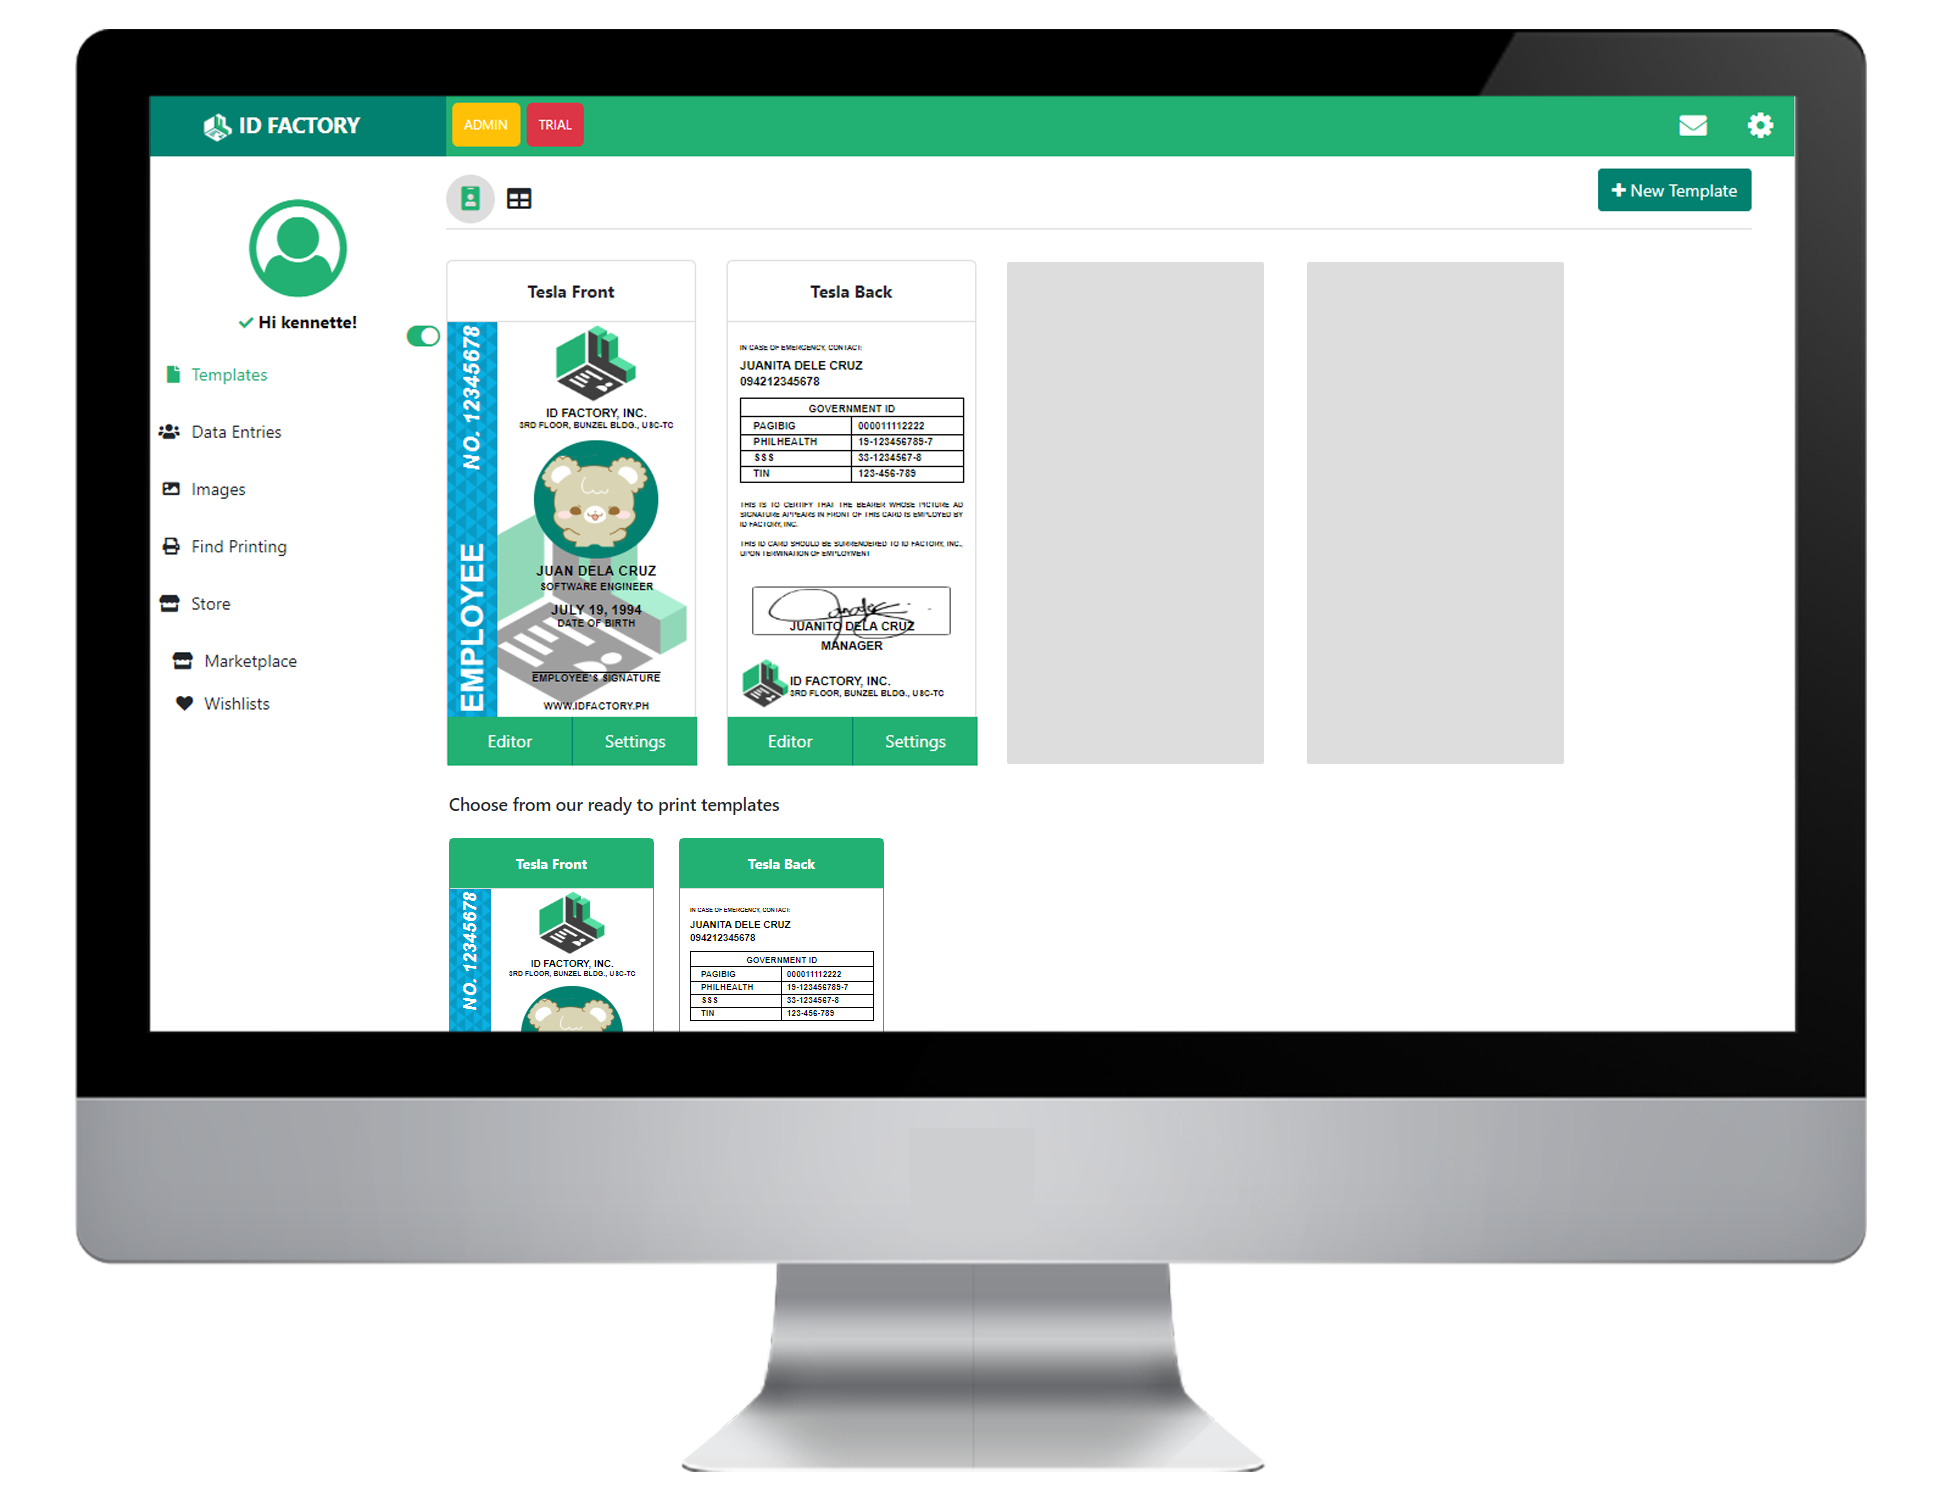 ID FACTORY
ADMIN
TRIAL
New Template
Hi kennette!
Templates
Data Entries
Images
Find Printing
Store
Marketplace
Wishlists
Tesla Front
NO. 12345678
EMPLOYEE
ID FACTORY, INC.
3RD FLOOR, BUNZEL BLDG., USC-TC
JUAN DELA CRUZ
SOFTWARE ENGINEER
JULY 19, 1994
DATE OF BIRTH
EMPLOYEE'S SIGNATURE
WWW.IDFACTORY.PH
Editor
Settings
Tesla Back
IN CASE OF EMERGENCY, CONTACT:
JUANITA DELE CRUZ
094212345678
GOVERNMENT ID
PAGIBIG 000011112222
PHILHEALTH 19-123456789-7
SSS 33-1234567-8
TIN 123-456-789
THIS IS TO CERTIFY THAT THE BEARER WHOSE PICTURE AD
SIGNATURE APPEARS IN FRONT OF THIS CARD IS EMPLOYED BY
ID FACTORY, INC.
THIS ID CARD SHOULD BE SURRENDERED TO ID FACTORY, INC.,
UPON TERMINATION OF EMPLOYMENT
JUANITO DELA CRUZ
MANAGER
ID FACTORY, INC.
3RD FLOOR, BUNZEL BLDG., USC-TC
Editor
Settings
Choose from our ready to print templates
Tesla Front
NO. 12345678
ID FACTORY, INC.
3RD FLOOR, BUNZEL BLDG., USC-TC
Tesla Back
IN CASE OF EMERGENCY, CONTACT:
JUANITA DELE CRUZ
094212345678
GOVERNMENT ID
PAGIBIG 000011112222
PHILHEALTH 19-123456789-7
SSS 33-1234567-8
TIN 123-456-789